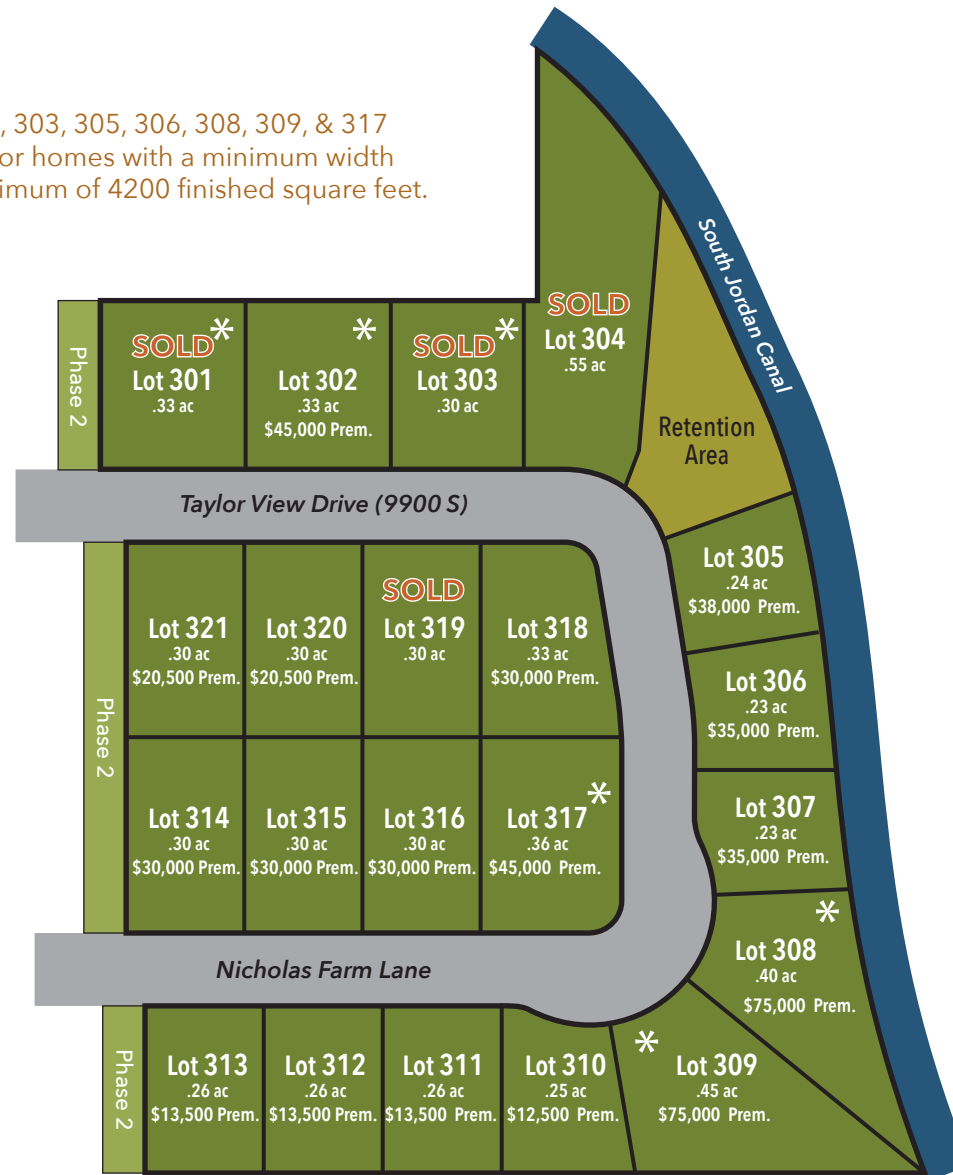 , 303, 305, 306, 308, 309, & 317
or homes with a minimum width
imum of 4200 finished square feet.
South Jordan Canal
Phase 2
SOLD*
Lot 301
.33 ac
*
Lot 302
.33 ac
$45,000 Prem.
SOLD*
Lot 303
.30 ac
SOLD
Lot 304
.55 ac
Retention
Area
Taylor View Drive (9900 S)
Lot 305
.24 ac
$38,000 Prem.
Lot 306
.23 ac
$35,000 Prem.
Lot 307
.23 ac
$35,000 Prem.
Phase 2
Lot 321
.30 ac
$20,500 Prem.
Lot 320
.30 ac
$20,500 Prem.
SOLD
Lot 319
.30 ac
Lot 318
.33 ac
$30,000 Prem.
Lot 314
.30 ac
$30,000 Prem.
Lot 315
.30 ac
$30,000 Prem.
Lot 316
.30 ac
$30,000 Prem.
*
Lot 317
.36 ac
$45,000 Prem.
*
Lot 308
.40 ac
$75,000 Prem.
Nicholas Farm Lane
Phase 2
Lot 313
.26 ac
$13,500 Prem.
Lot 312
.26 ac
$13,500 Prem.
Lot 311
.26 ac
$13,500 Prem.
Lot 310
.25 ac
$12,500 Prem.
*
Lot 309
.45 ac
$75,000 Prem.